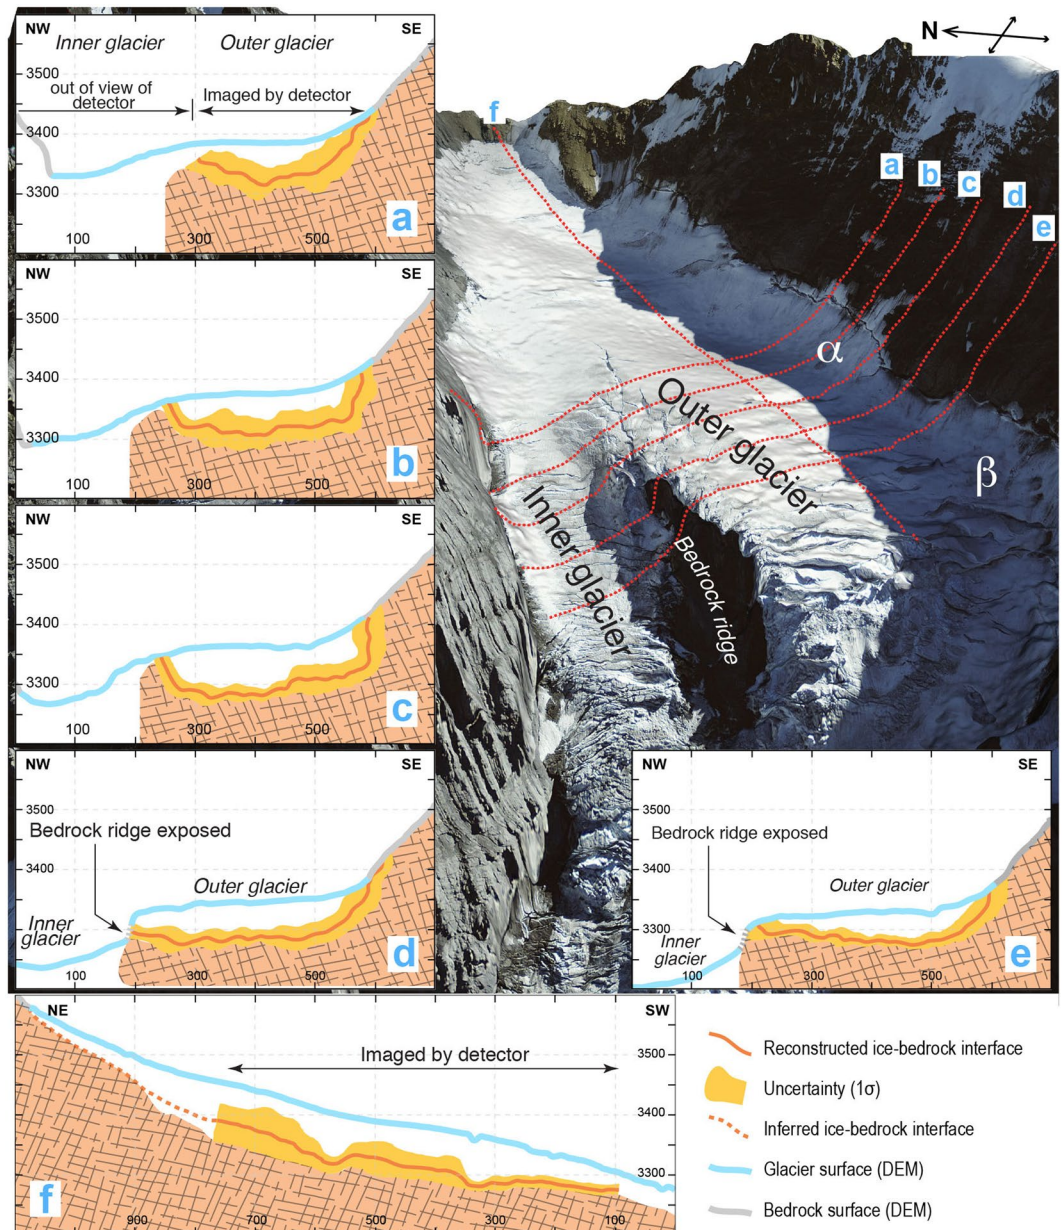 NW
SE
Inner glacier
Outer glacier
3500
out of view of
detector
Imaged by detector
3400
3300
a
100
300
500
3500
3400
3300
b
100
300
500
NW
SE
3500
3400
3300
c
100
300
500
NW
SE
3500
Bedrock ridge exposed
3400
Outer glacier
Inner
glacier
d
100
300
500
N
f
a
b
c
d
e
α
β
Outer glacier
Inner glacier
Bedrock ridge
NW
SE
3500
Bedrock ridge exposed
3400
Outer glacier
3300
Inner
glacier
e
100
300
500
NE
SW
Imaged by detector
3500
3400
3300
f
900
700
500
300
100
Reconstructed ice-bedrock interface
Uncertainty (1σ)
Inferred ice-bedrock interface
Glacier surface (DEM)
Bedrock surface (DEM)